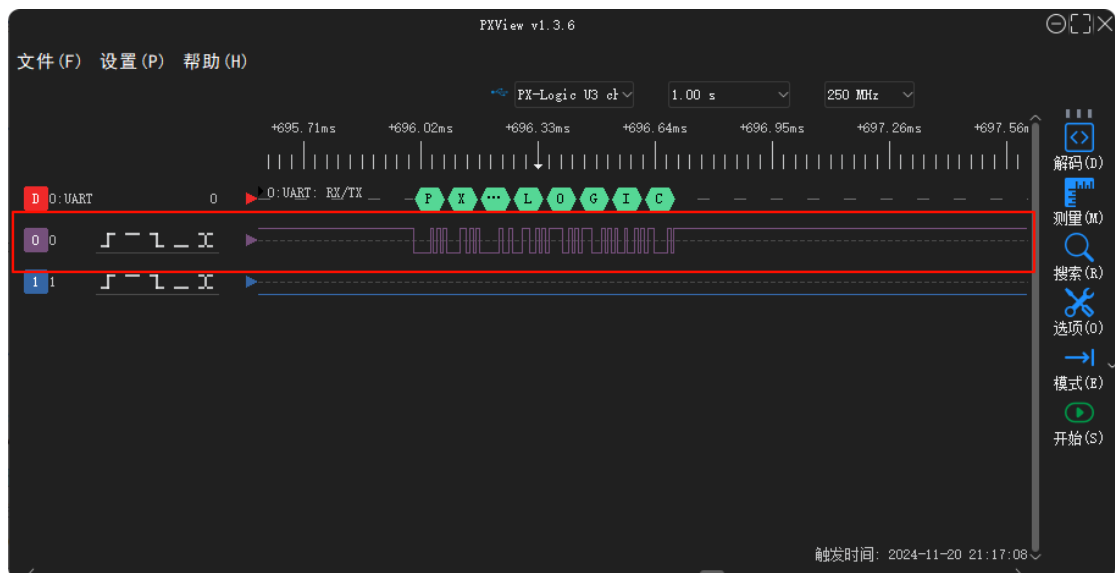 PXView v1.3.6
文件(F) 设置(P) 帮助(H)
PX-Logic U3 ch 1.00 s 250 MHz
+695.71ms +696.02ms +696.33ms +696.64ms +696.95ms +697.26ms +697.56m
解码(D)
D 0:UART 0 0:UART: RX/TX P X ... L O G I C
测量(M)
0 0
搜索(R)
1 1
选项(O)
模式(E)
开始(S)
触发时间: 2024-11-20 21:17:08